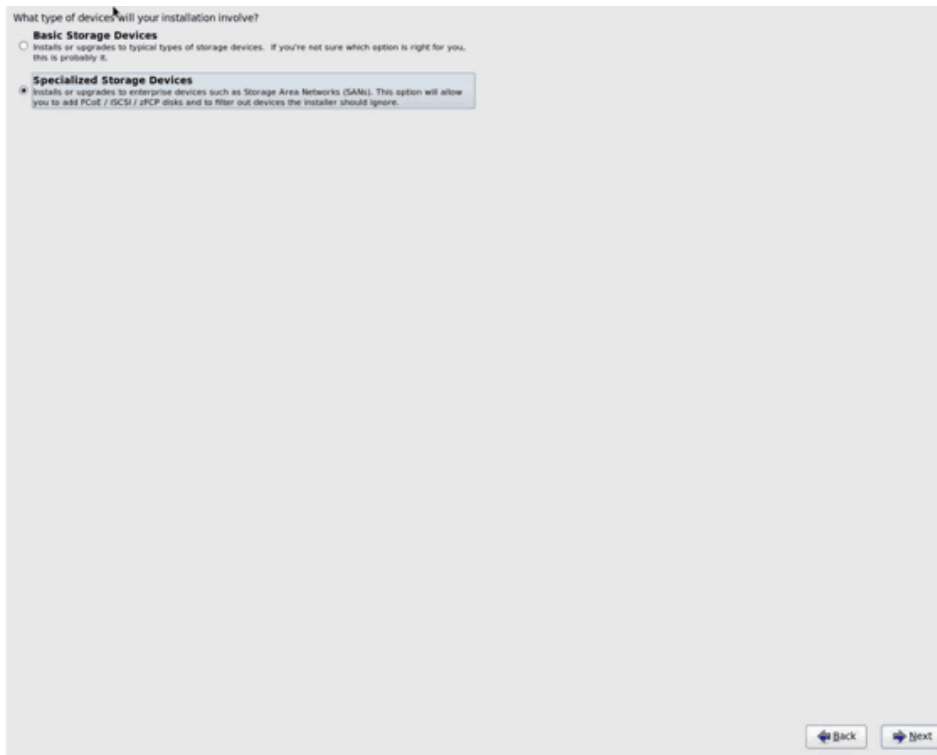 What type of devices will your installation involve?
Basic Storage Devices
Installs or upgrades to typical types of storage devices.  If you're not sure which option is right for you,
this is probably it.
Specialized Storage Devices
Installs or upgrades to enterprise devices such as Storage Area Networks (SANs). This option will allow
you to add FCoE / iSCSI / zFCP disks and to filter out devices the installer should ignore.
Back
Next